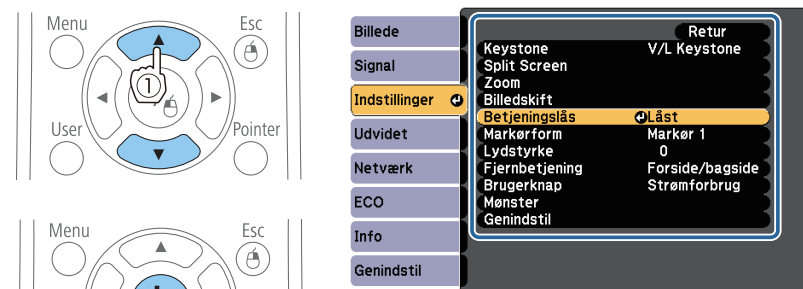 Menu
Esc
①
User
Pointer
Menu
Esc
Billede
Signal
Indstillinger
Udvidet
Netværk
ECO
Info
Genindstil
Retur
Keystone V/L Keystone
Split Screen
Zoom
Billedskift
Betjeningslås Låst
Markørform Markør 1
Lydstyrke 0
Fjernbetjening Forside/bagside
Brugerknap Strømforbrug
Mønster
Genindstil